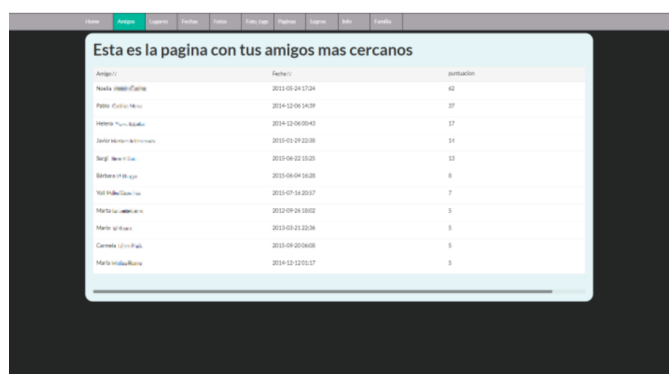 Home Amigos Lugares Fechas Fotos Foto_tags Paginas Logros Info Familia
Esta es la pagina con tus amigos mas cercanos
Amigo Fecha puntuacion
Noelia 2011-05-24 17:24 62
Pablo 2014-12-06 14:39 37
Helena 2014-12-06 00:43 17
Javier 2015-01-29 22:38 14
Sergi 2015-06-22 15:25 13
Bárbara 2015-06-04 16:28 8
Yoli 2015-07-16 20:57 7
Marta 2012-09-26 18:02 5
Mario 2013-03-21 22:36 5
Carmela 2015-09-20 06:08 5
María 2014-12-12 01:17 5